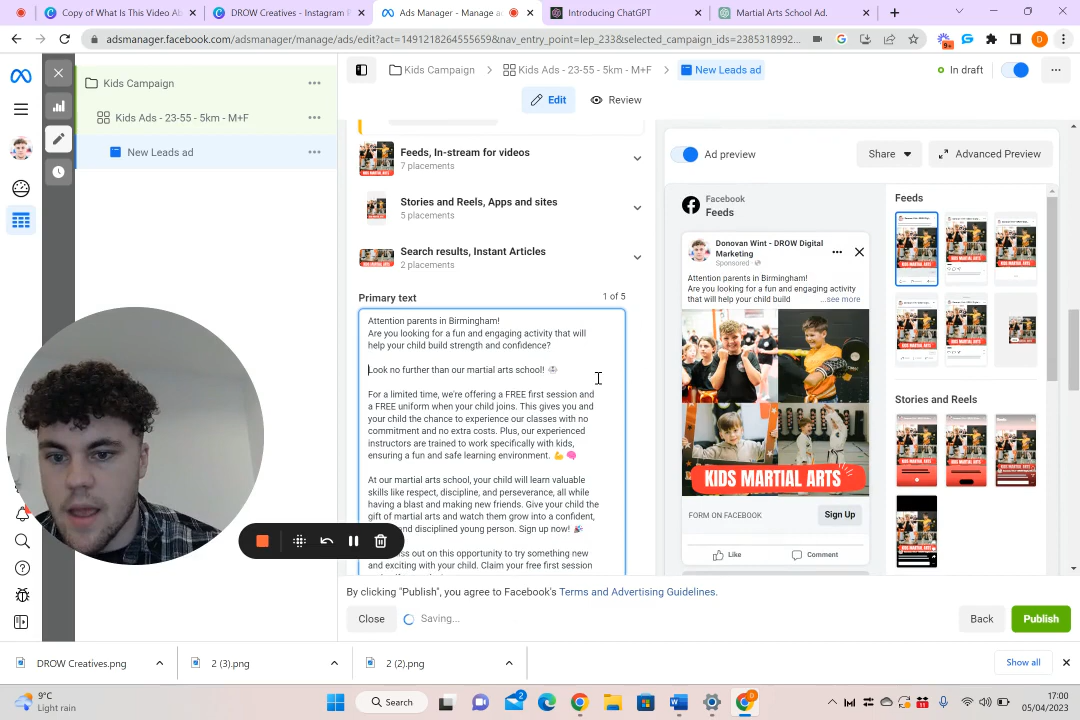 Copy of What Is This Video Ab
DROW Creatives - Instagram P
Ads Manager - Manage a
Introducing ChatGPT
Martial Arts School Ad.
adsmanager.facebook.com/adsmanager/manage/ads/edit?act=1491218264555659&nav_entry_point=lep_233&selected_campaign_ids=2385318992...
9+
D
Kids Campaign
Kids Ads - 23-55 - 5km - M+F
New Leads ad
Kids Campaign
Kids Ads - 23-55 - 5km - M+F
New Leads ad
In draft
Edit
Review
Feeds, In-stream for videos
7 placements
Stories and Reels, Apps and sites
5 placements
Search results, Instant Articles
2 placements
Primary text
1 of 5
Attention parents in Birmingham!
Are you looking for a fun and engaging activity that will
help your child build strength and confidence?
Look no further than our martial arts school! 🥋
For a limited time, we're offering a FREE first session and
a FREE uniform when your child joins. This gives you and
your child the chance to experience our classes with no
commitment and no extra costs. Plus, our experienced
instructors are trained to work specifically with kids,
ensuring a fun and safe learning environment. 💪 🧠
At our martial arts school, your child will learn valuable
skills like respect, discipline, and perseverance, all while
having a blast and making new friends. Give your child the
gift of martial arts and watch them grow into a confident,
and disciplined young person. Sign up now! 🎉
iss out on this opportunity to try something new
and exciting with your child. Claim your free first session
Ad preview
Share
Advanced Preview
Facebook
Feeds
Donovan Wint - DROW Digital
Marketing
Sponsored ·
Attention parents in Birmingham!
Are you looking for a fun and engaging activity
that will help your child build
...see more
KIDS MARTIAL ARTS
FORM ON FACEBOOK
Sign Up
Like
Comment
Feeds
Stories and Reels
By clicking "Publish", you agree to Facebook's Terms and Advertising Guidelines.
Close
Saving...
Back
Publish
DROW Creatives.png
2 (3).png
2 (2).png
Show all
9°C
Light rain
Search
17:00
05/04/2023